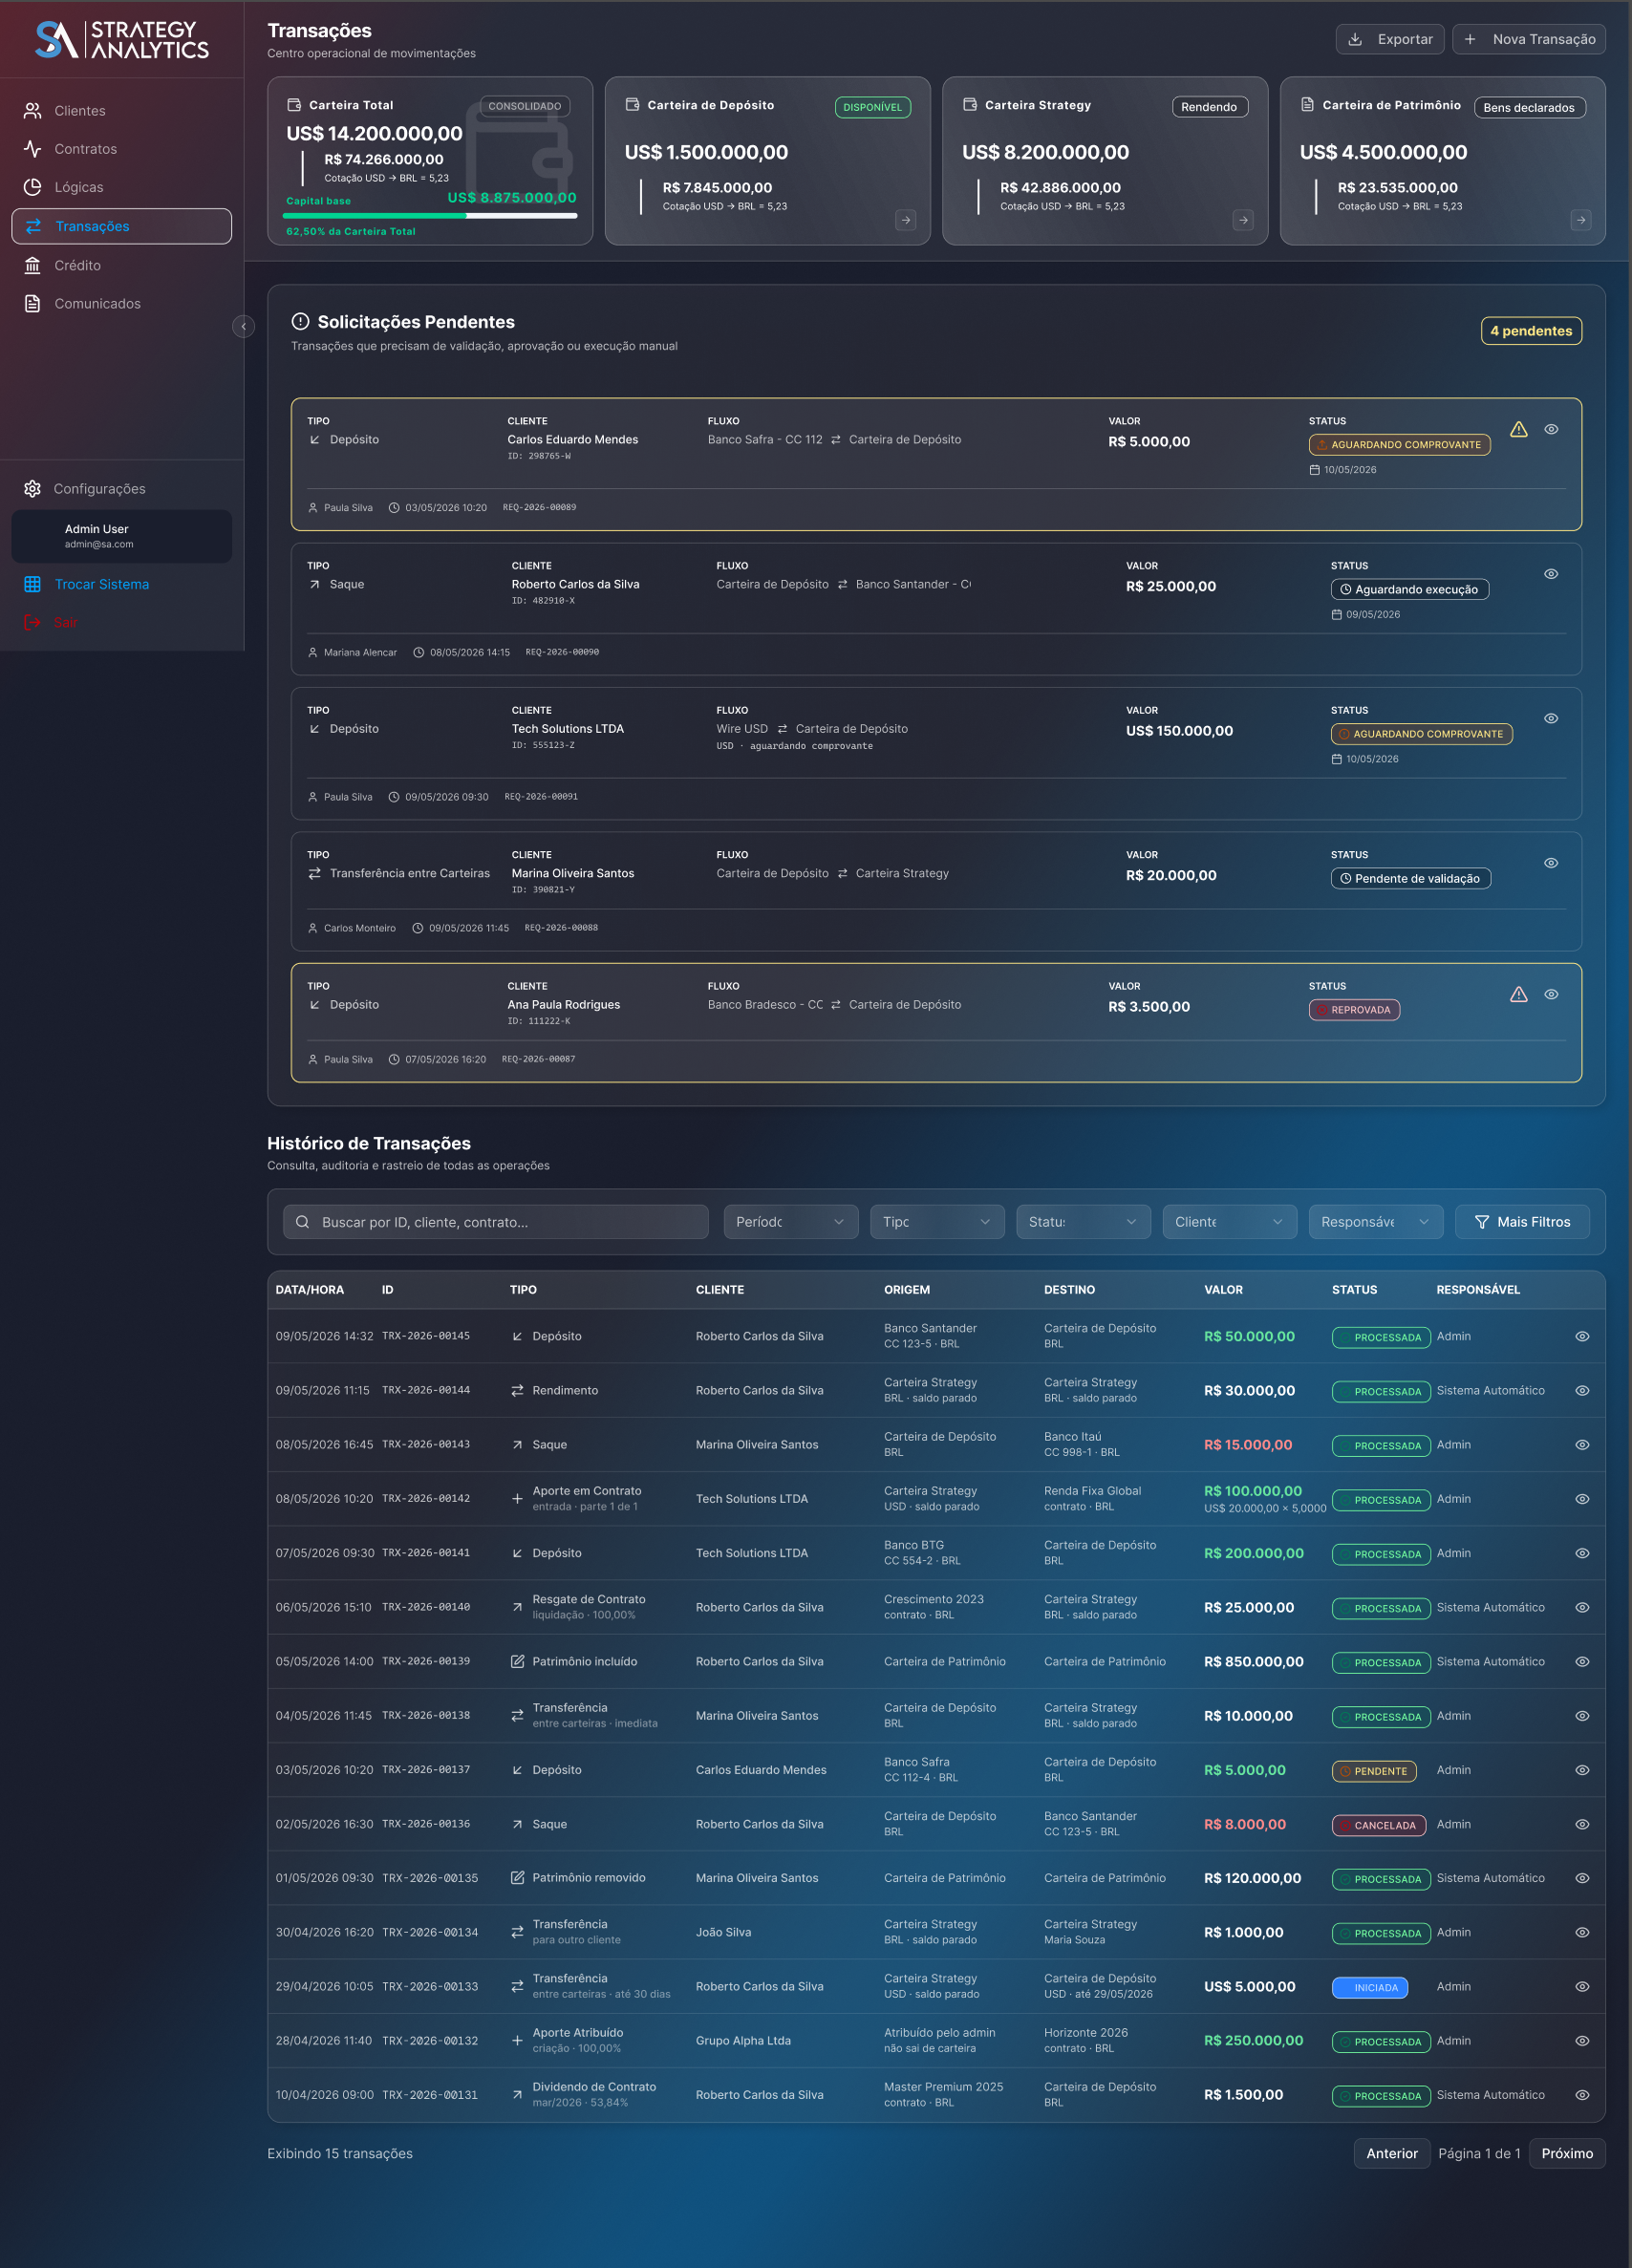 SA STRATEGY ANALYTICS
Clientes
Contratos
Lógicas
Transações
Crédito
Comunicados
Configurações
Admin User
admin@sa.com
Trocar Sistema
Sair
Transações
Centro operacional de movimentações
Exportar
Nova Transação
Carteira Total
CONSOLIDADO
US$ 14.200.000,00
R$ 74.266.000,00
Cotação USD → BRL = 5,23
Capital base
US$ 8.875.000,00
62,50% da Carteira Total
Carteira de Depósito
DISPONÍVEL
US$ 1.500.000,00
R$ 7.845.000,00
Cotação USD → BRL = 5,23
Carteira Strategy
Rendendo
US$ 8.200.000,00
R$ 42.886.000,00
Cotação USD → BRL = 5,23
Carteira de Patrimônio
Bens declarados
US$ 4.500.000,00
R$ 23.535.000,00
Cotação USD → BRL = 5,23
Solicitações Pendentes
Transações que precisam de validação, aprovação ou execução manual
4 pendentes
TIPO CLIENTE FLUXO VALOR STATUS
Depósito Carlos Eduardo Mendes Banco Safra - CC 112 Carteira de Depósito R$ 5.000,00 AGUARDANDO COMPROVANTE
ID: 298765-W 10/05/2026
Paula Silva 03/05/2026 10:20 REQ-2026-00089
TIPO CLIENTE FLUXO VALOR STATUS
Saque Roberto Carlos da Silva Carteira de Depósito Banco Santander - C R$ 25.000,00 Aguardando execução
ID: 482910-X 09/05/2026
Mariana Alencar 08/05/2026 14:15 REQ-2026-00090
TIPO CLIENTE FLUXO VALOR STATUS
Depósito Tech Solutions LTDA Wire USD Carteira de Depósito US$ 150.000,00 AGUARDANDO COMPROVANTE
ID: 555123-Z USD · aguardando comprovante 10/05/2026
Paula Silva 09/05/2026 09:30 REQ-2026-00091
TIPO CLIENTE FLUXO VALOR STATUS
Transferência entre Carteiras Marina Oliveira Santos Carteira de Depósito Carteira Strategy R$ 20.000,00 Pendente de validação
ID: 390821-Y
Carlos Monteiro 09/05/2026 11:45 REQ-2026-00088
TIPO CLIENTE FLUXO VALOR STATUS
Depósito Ana Paula Rodrigues Banco Bradesco - CC Carteira de Depósito R$ 3.500,00 REPROVADA
ID: 111222-K
Paula Silva 07/05/2026 16:20 REQ-2026-00087
Histórico de Transações
Consulta, auditoria e rastreio de todas as operações
Buscar por ID, cliente, contrato... Períod Tipo Status Cliente Responsáve Mais Filtros
DATA/HORA ID TIPO CLIENTE ORIGEM DESTINO VALOR STATUS RESPONSÁVEL
09/05/2026 14:32 TRX-2026-00145 Depósito Roberto Carlos da Silva Banco Santander Carteira de Depósito R$ 50.000,00 PROCESSADA Admin
CC 123-5 · BRL BRL
09/05/2026 11:15 TRX-2026-00144 Rendimento Roberto Carlos da Silva Carteira Strategy Carteira Strategy R$ 30.000,00 PROCESSADA Sistema Automático
BRL · saldo parado BRL · saldo parado
08/05/2026 16:45 TRX-2026-00143 Saque Marina Oliveira Santos Carteira de Depósito Banco Itaú R$ 15.000,00 PROCESSADA Admin
BRL CC 998-1 · BRL
08/05/2026 10:20 TRX-2026-00142 Aporte em Contrato Tech Solutions LTDA Carteira Strategy Renda Fixa Global R$ 100.000,00 PROCESSADA Admin
entrada · parte 1 de 1 USD · saldo parado contrato · BRL US$ 20.000,00 × 5,0000
07/05/2026 09:30 TRX-2026-00141 Depósito Tech Solutions LTDA Banco BTG Carteira de Depósito R$ 200.000,00 PROCESSADA Admin
CC 554-2 · BRL BRL
06/05/2026 15:10 TRX-2026-00140 Resgate de Contrato Roberto Carlos da Silva Crescimento 2023 Carteira Strategy R$ 25.000,00 PROCESSADA Sistema Automático
liquidação · 100,00% contrato · BRL BRL · saldo parado
05/05/2026 14:00 TRX-2026-00139 Patrimônio incluído Roberto Carlos da Silva Carteira de Patrimônio Carteira de Patrimônio R$ 850.000,00 PROCESSADA Sistema Automático
04/05/2026 11:45 TRX-2026-00138 Transferência Marina Oliveira Santos Carteira de Depósito Carteira Strategy R$ 10.000,00 PROCESSADA Admin
entre carteiras · imediata BRL BRL · saldo parado
03/05/2026 10:20 TRX-2026-00137 Depósito Carlos Eduardo Mendes Banco Safra Carteira de Depósito R$ 5.000,00 PENDENTE Admin
CC 112-4 · BRL BRL
02/05/2026 16:30 TRX-2026-00136 Saque Roberto Carlos da Silva Carteira de Depósito Banco Santander R$ 8.000,00 CANCELADA Admin
BRL CC 123-5 · BRL
01/05/2026 09:30 TRX-2026-00135 Patrimônio removido Marina Oliveira Santos Carteira de Patrimônio Carteira de Patrimônio R$ 120.000,00 PROCESSADA Sistema Automático
30/04/2026 16:20 TRX-2026-00134 Transferência João Silva Carteira Strategy Carteira Strategy R$ 1.000,00 PROCESSADA Admin
para outro cliente BRL · saldo parado Maria Souza
29/04/2026 10:05 TRX-2026-00133 Transferência Roberto Carlos da Silva Carteira Strategy Carteira de Depósito US$ 5.000,00 INICIADA Admin
entre carteiras · até 30 dias USD · saldo parado USD · até 29/05/2026
28/04/2026 11:40 TRX-2026-00132 Aporte Atribuído Grupo Alpha Ltda Atribuído pelo admin Horizonte 2026 R$ 250.000,00 PROCESSADA Admin
criação · 100,00% não sai de carteira contrato · BRL
10/04/2026 09:00 TRX-2026-00131 Dividendo de Contrato Roberto Carlos da Silva Master Premium 2025 Carteira de Depósito R$ 1.500,00 PROCESSADA Sistema Automático
mar/2026 · 53,84% contrato · BRL BRL
Exibindo 15 transações
Anterior Página 1 de 1 Próximo